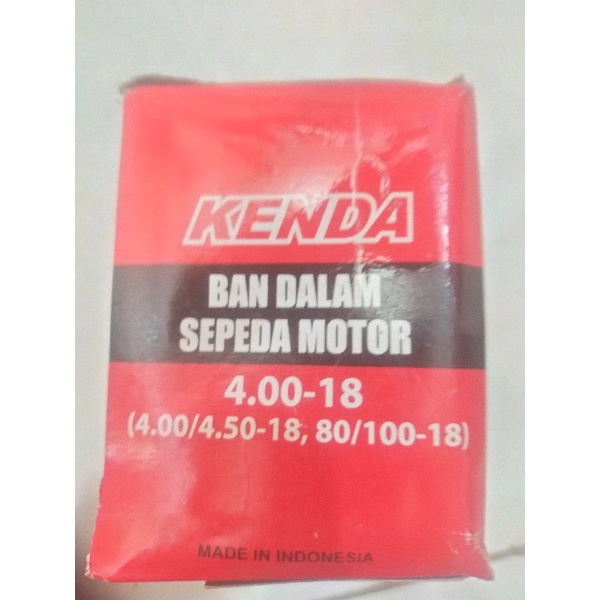 KENDA
BAN DALAM
SEPEDA MOTOR
4.00-18
(4.00/4.50-18, 80/100-18)
MADE IN INDONESIA